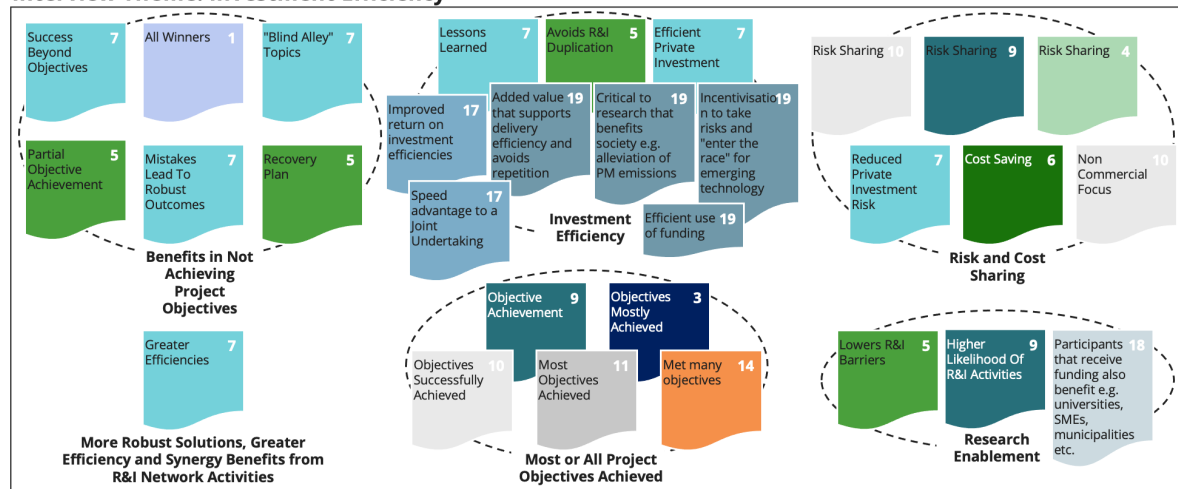 Success 7
Beyond
Objectives
All Winners 1
"Blind Alley" 7
Topics
Partial 5
Objective
Achievement
Mistakes 7
Lead To
Robust
Outcomes
Recovery 5
Plan
Benefits in Not
Achieving
Project
Objectives
Greater 7
Efficiencies
More Robust Solutions, Greater
Efficiency and Synergy Benefits from
R&I Network Activities
Lessons 7
Learned
Avoids R&I 5
Duplication
Efficient 7
Private
Investment
Improved 17
return on
investment
efficiencies
Added value 19
that supports
delivery
efficiency and
avoids
repetition
Critical to 19
research that
benefits
society e.g.
alleviation of
PM emissions
Incentivisatio 19
n to take
risks and
"enter the
race" for
emerging
technology
Speed 17
advantage to a
Joint
Undertaking
Investment
Efficiency
Efficient use 19
of funding
Objective 9
Achievement
Objectives 3
Mostly
Achieved
Objectives 10
Successfully
Achieved
Most 11
Objectives
Achieved
Met many 14
objectives
Most or All Project
Objectives Achieved
Risk Sharing 10
Risk Sharing 9
Risk Sharing 4
Reduced 7
Private
Investment
Risk
Cost Saving 6
Non 10
Commercial
Focus
Risk and Cost
Sharing
Lowers R&I 5
Barriers
Higher 9
Likelihood Of
R&I Activities
Participants 18
that receive
funding also
benefit e.g.
universities,
SMEs,
municipalities
etc.
Research
Enablement